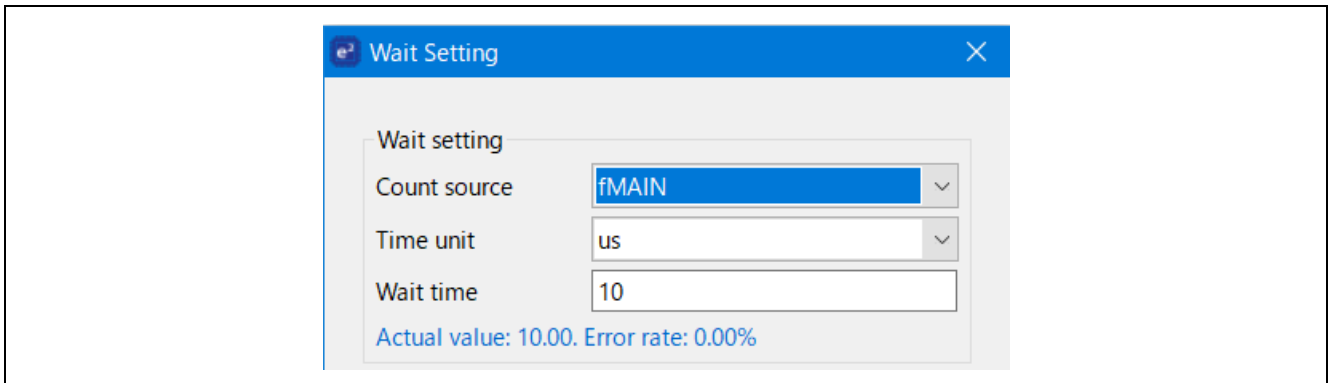 e²
Wait Setting
Wait setting
Count source fMAIN
Time unit us
Wait time 10
Actual value: 10.00. Error rate: 0.00%